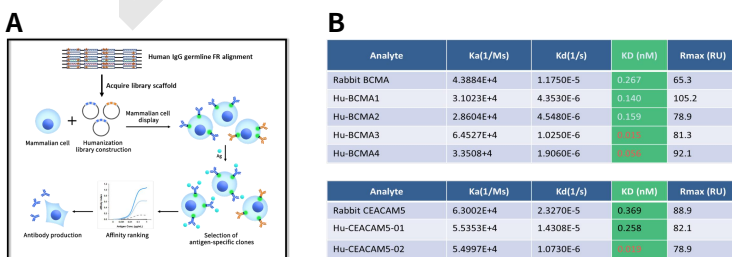 A
Human IgG germline FR alignment
Acquire library scaffold
Mammalian cell
Humanization
library construction
Mammalian cell
display
Ag
Selection of
antigen-specific clones
Affinity ranking
Antibody production
B
Analyte Ka(1/Ms) Kd(1/s) KD (nM) Rmax (RU)
Rabbit BCMA 4.3884E+4 1.1750E-5 0.267 65.3
Hu-BCMA1 3.1023E+4 4.3530E-6 0.140 105.2
Hu-BCMA2 2.8604E+4 4.5480E-6 0.159 78.9
Hu-BCMA3 6.4527E+4 1.0250E-6 81.3
Hu-BCMA4 3.3508+4 1.9060E-6 92.1
Analyte Ka(1/Ms) Kd(1/s) KD (nM) Rmax (RU)
Rabbit CEACAM5 6.3002E+4 2.3270E-5 0.369 88.9
Hu-CEACAM5-01 5.5353E+4 1.4308E-5 0.258 82.1
Hu-CEACAM5-02 5.4997E+4 1.0730E-6 78.9